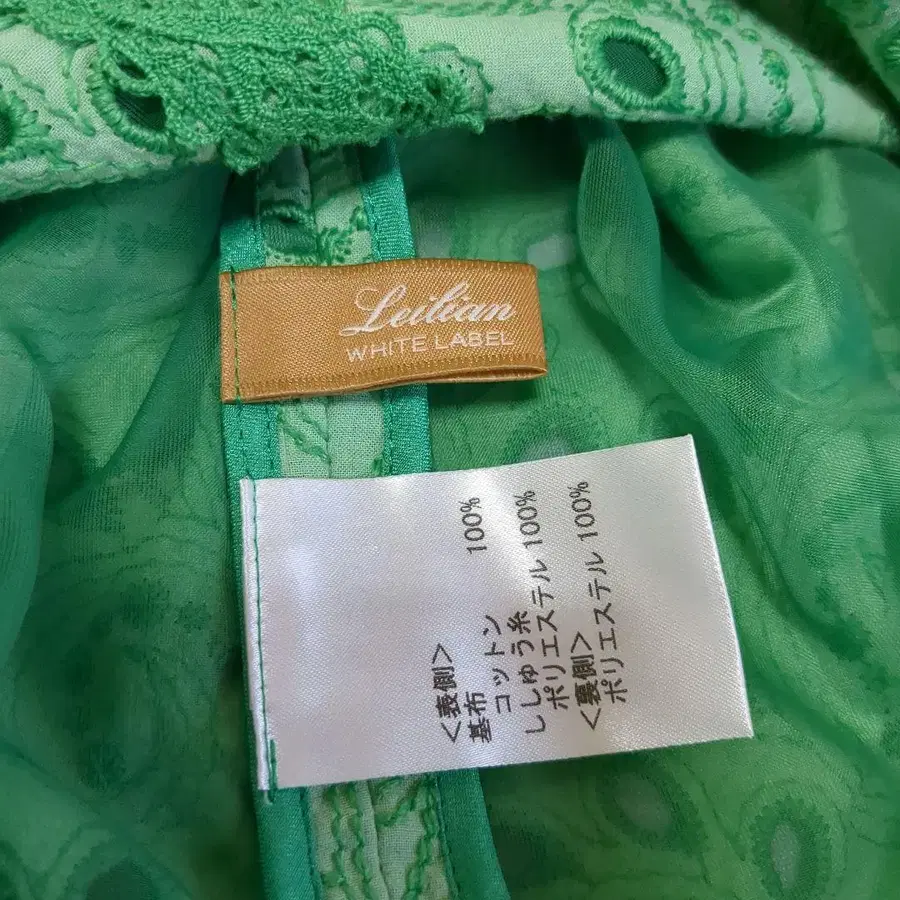 Leilian
WHITE LABEL
<表側>
基布
コットン 100%
ししゅう糸
ポリエステル 100%
<裏側>
ポリエステル 100%